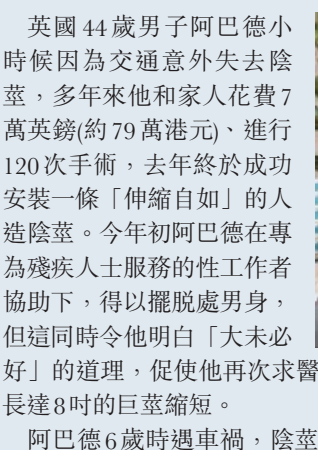 英國44歲男子阿巴德小
時候因為交通意外失去陰
莖，多年來他和家人花費7
萬英鎊(約79萬港元)、進行
120次手術，去年終於成功
安裝一條「伸縮自如」的人
造陰莖。今年初阿巴德在專
為殘疾人士服務的性工作者
協助下，得以擺脱處男身，
但這同時令他明白「大未必
好」的道理，促使他再次求醫
長達8吋的巨莖縮短。
阿巴德6歲時遇車禍，陰莖